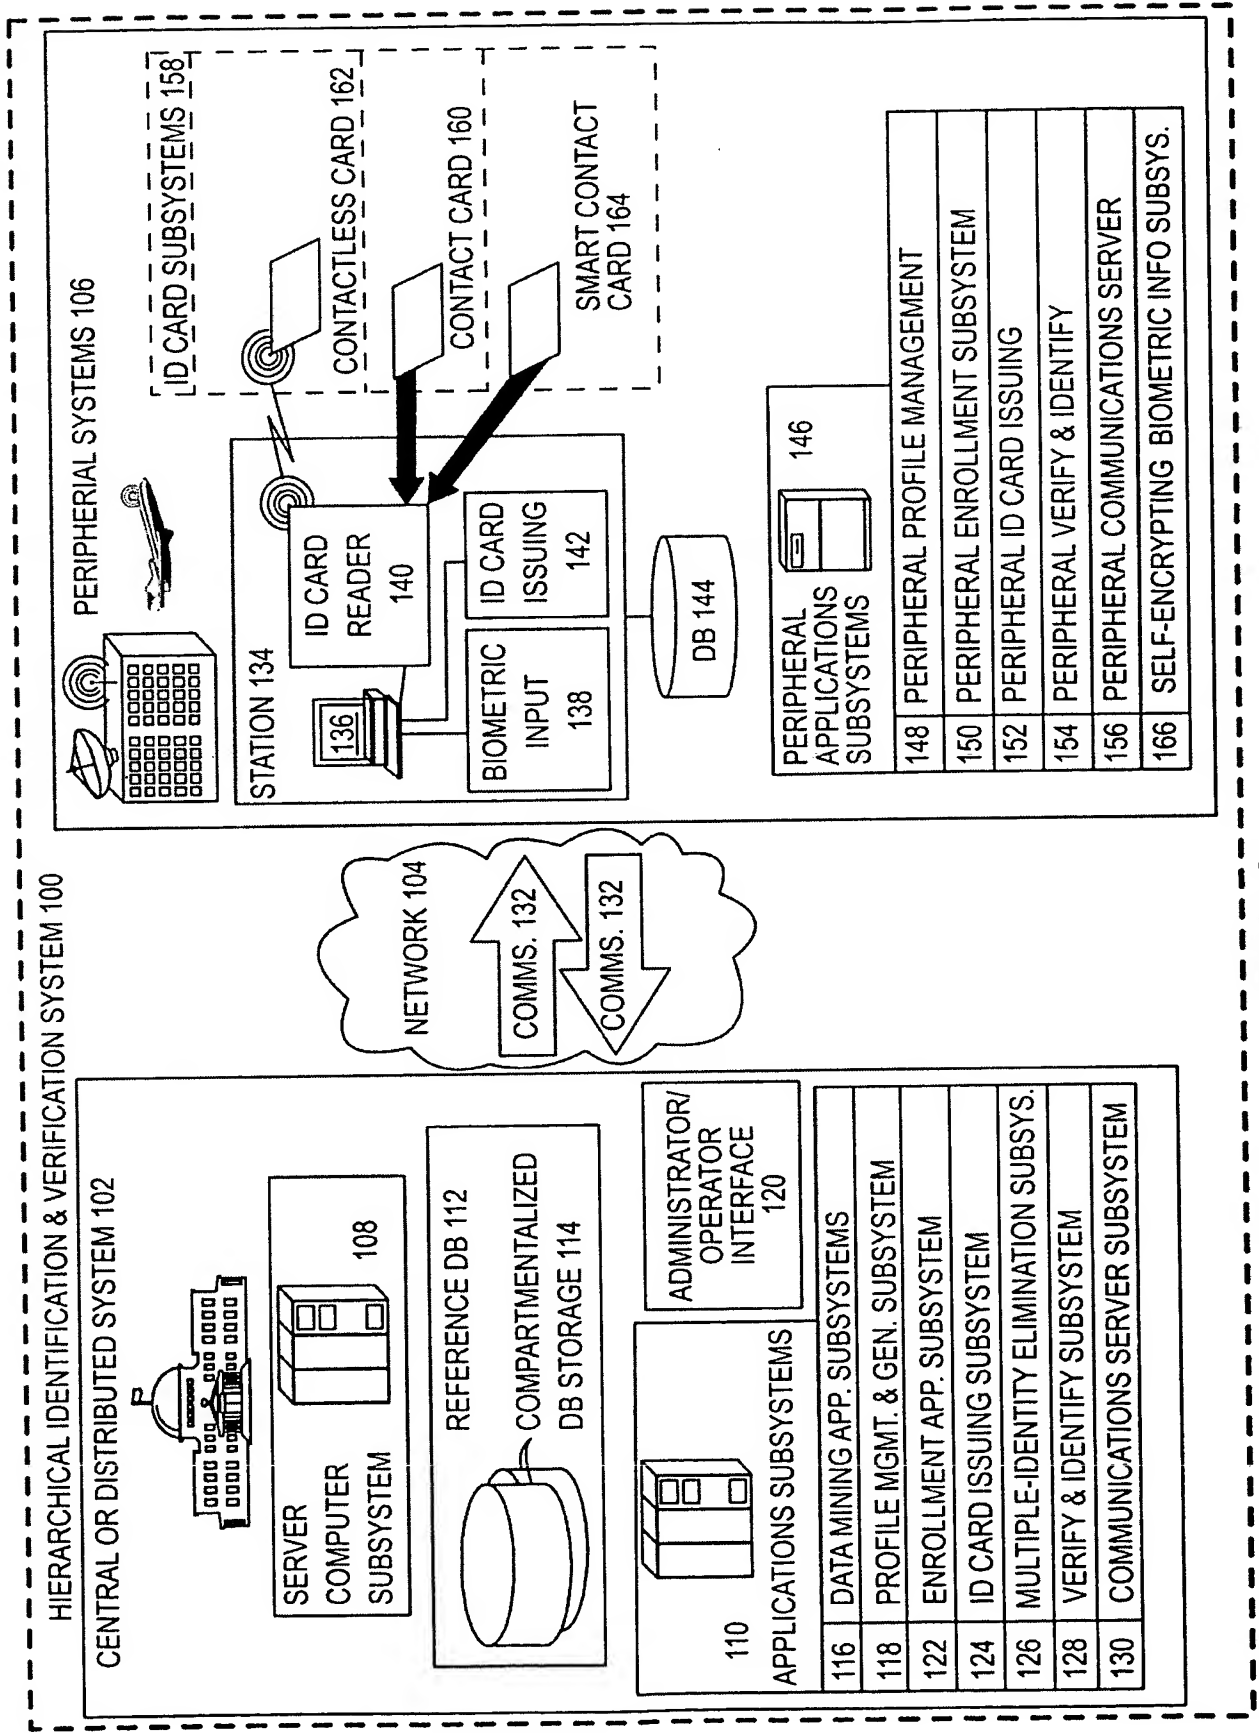 HIERARCHICAL IDENTIFICATION & VERIFICATION SYSTEM 100
CENTRAL OR DISTRIBUTED SYSTEM 102
SERVER
COMPUTER
SUBSYSTEM
108
REFERENCE DB 112
COMPARTMENTALIZED
DB STORAGE 114
110
APPLICATIONS SUBSYSTEMS
ADMINISTRATOR/
OPERATOR
INTERFACE
120
116 DATA MINING APP. SUBSYSTEMS
118 PROFILE MGMT. & GEN. SUBSYSTEM
122 ENROLLMENT APP. SUBSYSTEM
124 ID CARD ISSUING SUBSYSTEM
126 MULTIPLE-IDENTITY ELIMINATION SUBSYS.
128 VERIFY & IDENTIFY SUBSYSTEM
130 COMMUNICATIONS SERVER SUBSYSTEM
NETWORK 104
COMMS. 132
COMMS. 132
PERIPHERIAL SYSTEMS 106
STATION 134
136
ID CARD
READER
140
BIOMETRIC
INPUT
138
ID CARD
ISSUING
142
DB 144
ID CARD SUBSYSTEMS 158
CONTACTLESS CARD 162
CONTACT CARD 160
SMART CONTACT
CARD 164
PERIPHERAL
APPLICATIONS
SUBSYSTEMS
146
148 PERIPHERAL PROFILE MANAGEMENT
150 PERIPHERAL ENROLLMENT SUBSYSTEM
152 PERIPHERAL ID CARD ISSUING
154 PERIPHERAL VERIFY & IDENTIFY
156 PERIPHERAL COMMUNICATIONS SERVER
166 SELF-ENCRYPTING BIOMETRIC INFO SUBSYS.